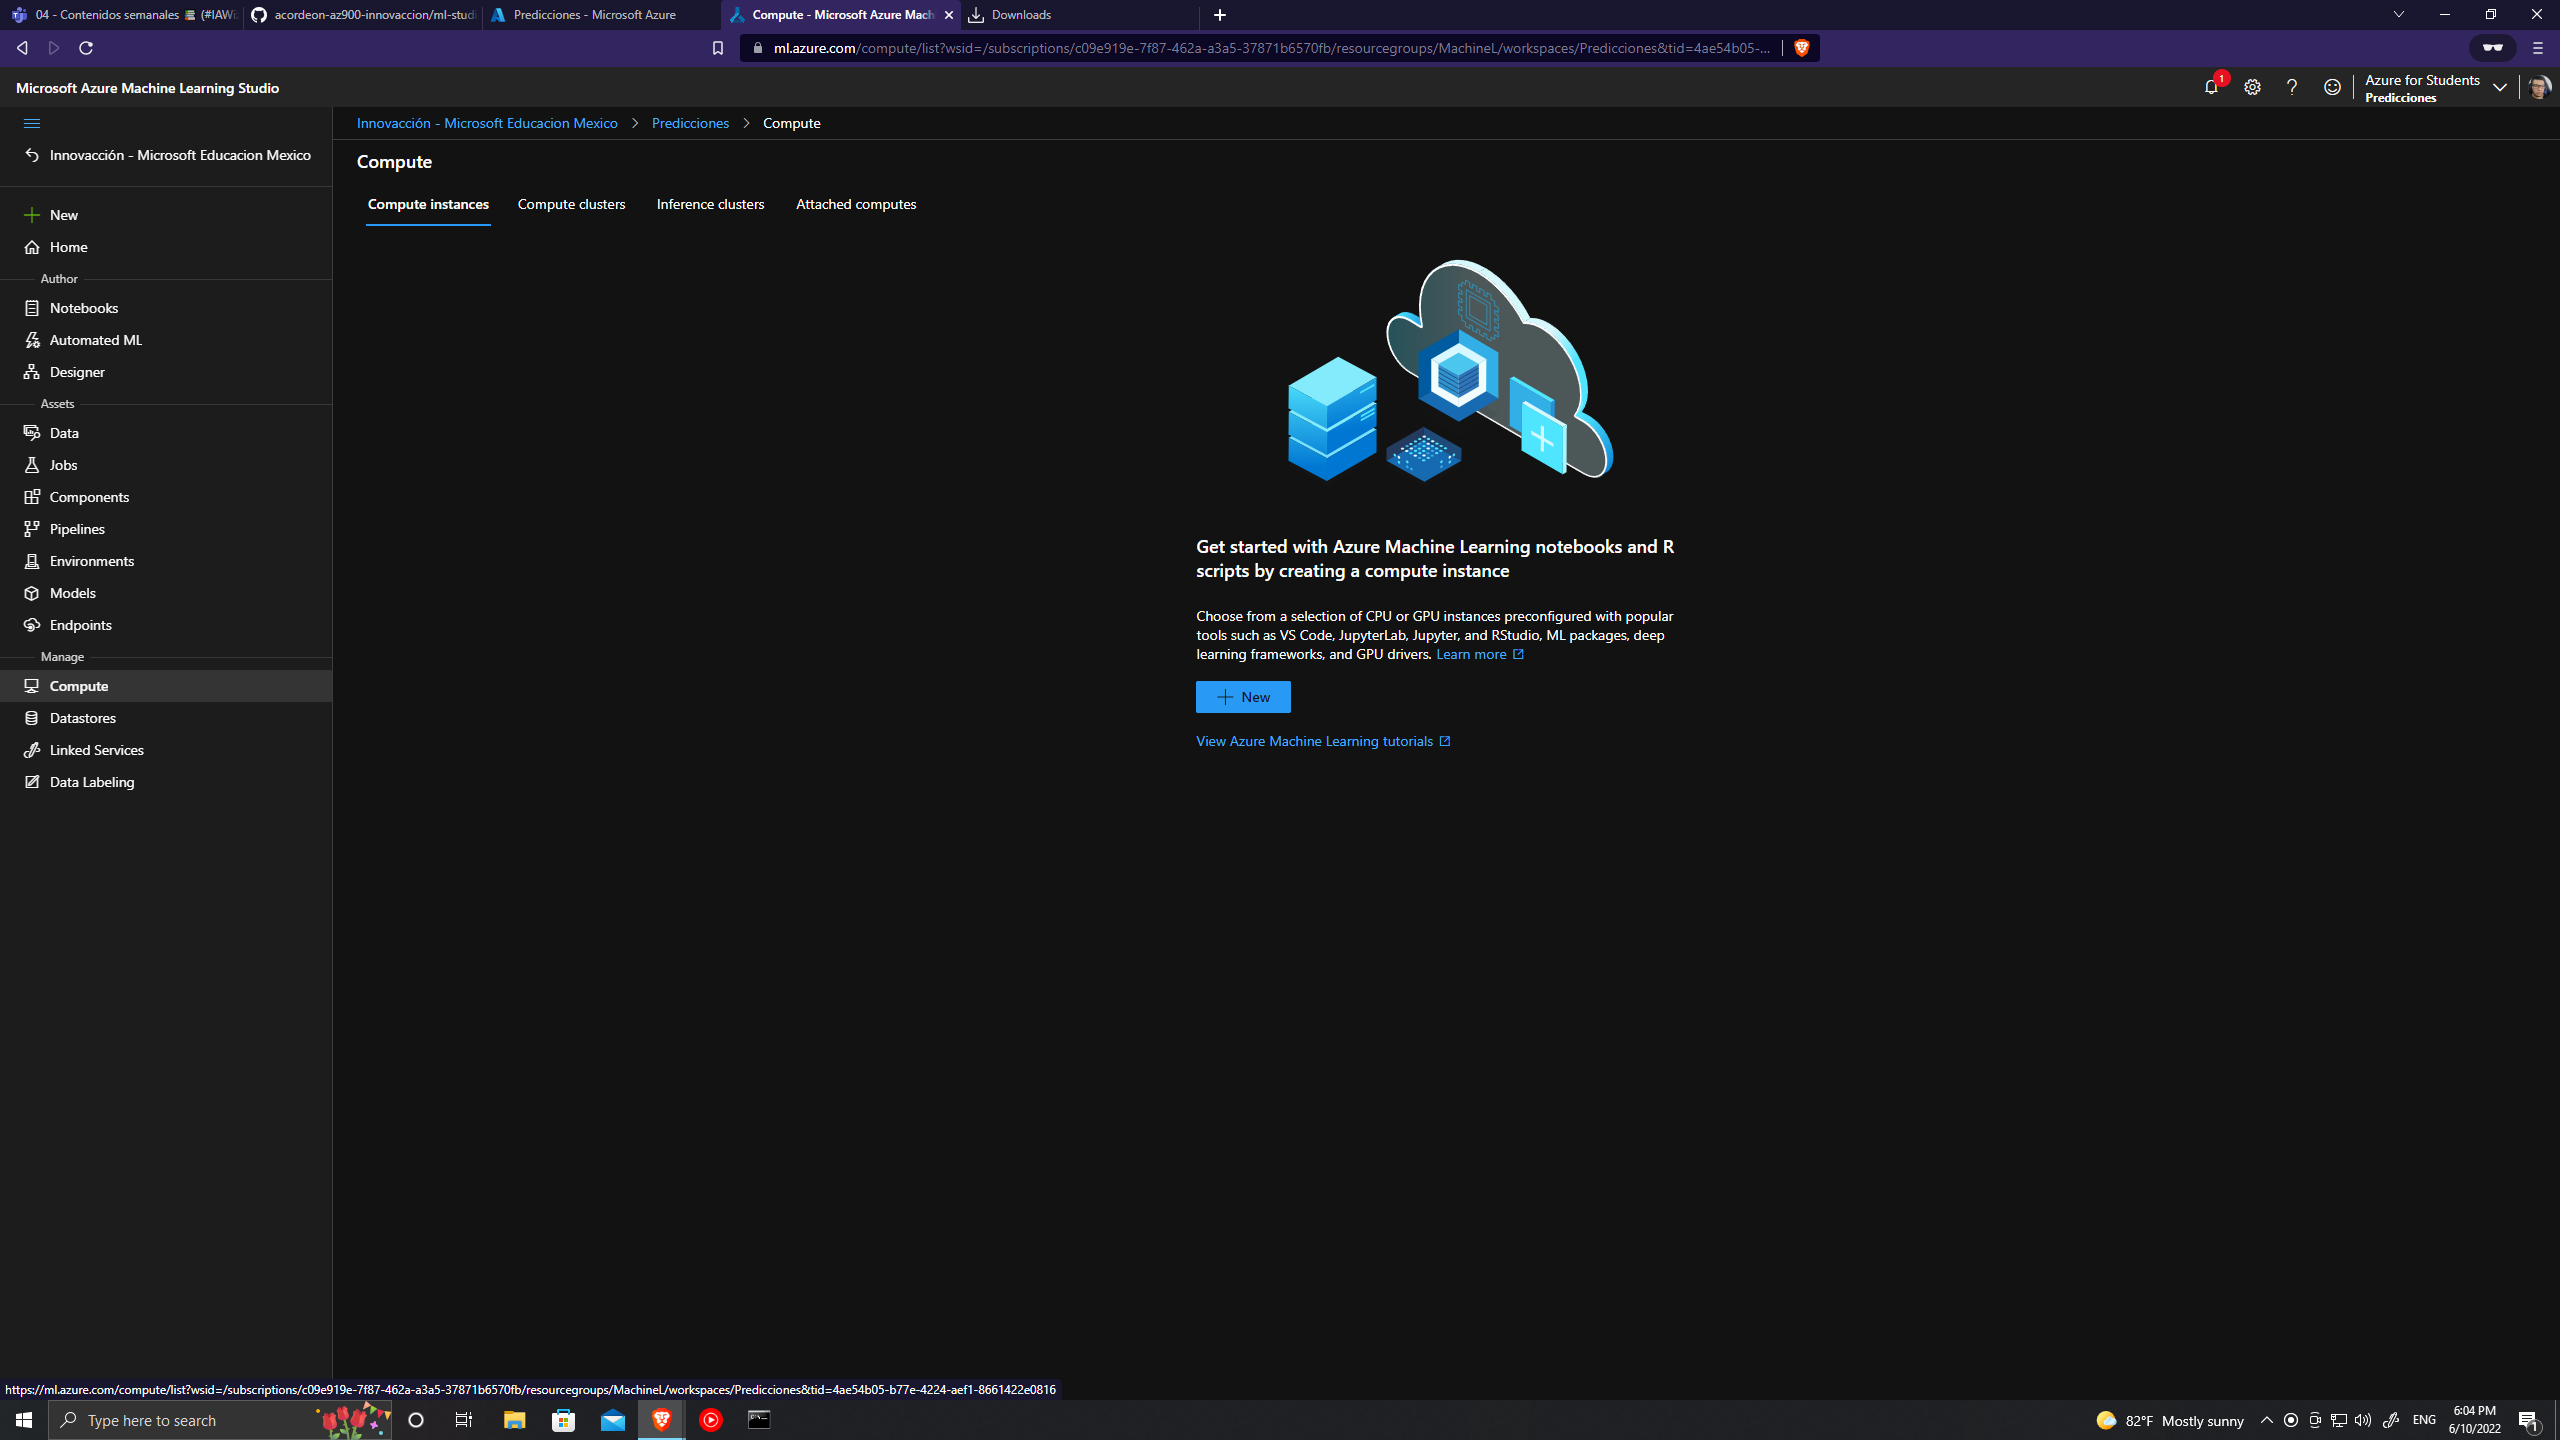 04 - Contenidos semanales
(#IAWi
acordeon-az900-innovaccion/ml-studi
Predicciones - Microsoft Azure
Compute - Microsoft Azure Mach
Downloads
ml.azure.com/compute/list?wsid=/subscriptions/c09e919e-7f87-462a-a3a5-37871b6570fb/resourcegroups/MachineL/workspaces/Predicciones&tid=4ae54b05-...
Microsoft Azure Machine Learning Studio
1
Azure for Students
Predicciones
Innovacción - Microsoft Educacion Mexico
New
Home
Author
Notebooks
Automated ML
Designer
Assets
Data
Jobs
Components
Pipelines
Environments
Models
Endpoints
Manage
Compute
Datastores
Linked Services
Data Labeling
Innovacción - Microsoft Educacion Mexico > Predicciones > Compute
Compute
Compute instances
Compute clusters
Inference clusters
Attached computes
Get started with Azure Machine Learning notebooks and R
scripts by creating a compute instance
Choose from a selection of CPU or GPU instances preconfigured with popular
tools such as VS Code, JupyterLab, Jupyter, and RStudio, ML packages, deep
learning frameworks, and GPU drivers. Learn more
New
View Azure Machine Learning tutorials
https://ml.azure.com/compute/list?wsid=/subscriptions/c09e919e-7f87-462a-a3a5-37871b6570fb/resourcegroups/MachineL/workspaces/Predicciones&tid=4ae54b05-b77e-4224-aef1-8661422e0816
Type here to search
82°F Mostly sunny
ENG
6:04 PM
6/10/2022
1